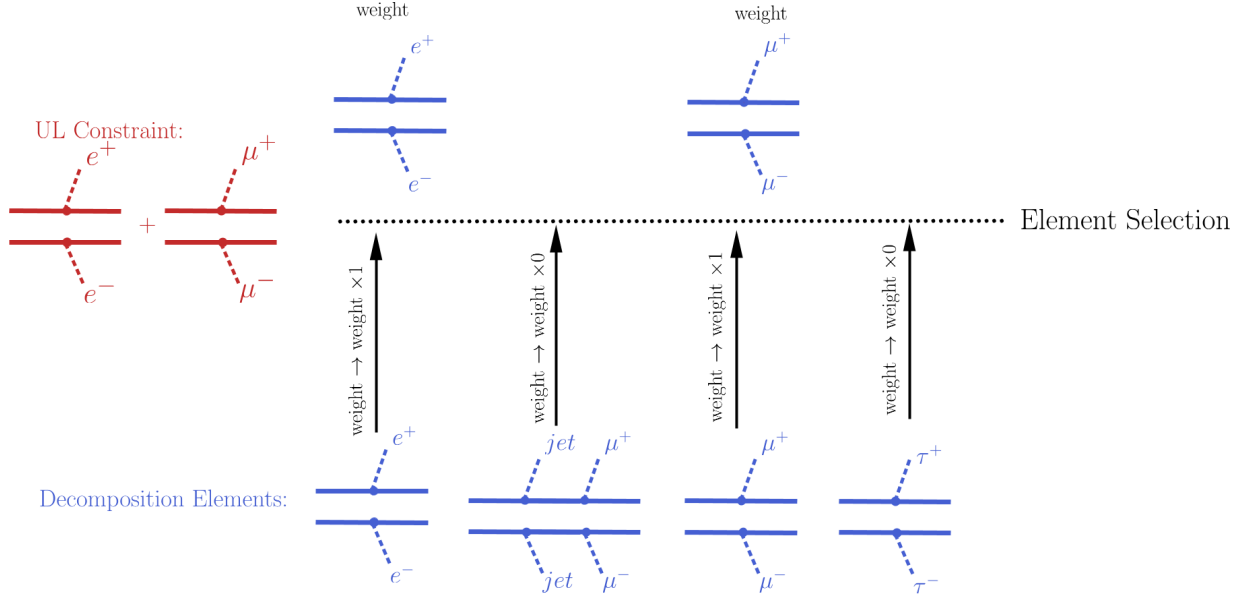 weight weight
e⁺ μ⁺
UL Constraint:
e⁺ μ⁺
e⁻ μ⁻
+
Element Selection
e⁻ μ⁻
weight → weight ×1
weight → weight ×0
weight → weight ×1
weight → weight ×0
e⁺ jet μ⁺ μ⁺ τ⁺
Decomposition Elements:
e⁻ jet μ⁻ μ⁻ τ⁻